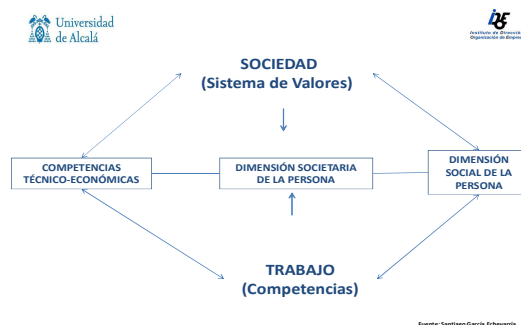 Universidad
de Alcalá
Instituto de Dirección
Organización de Empresa
SOCIEDAD
(Sistema de Valores)
COMPETENCIAS
TÉCNICO-ECONÓMICAS
DIMENSIÓN SOCIETARIA
DE LA PERSONA
DIMENSIÓN
SOCIAL DE LA
PERSONA
TRABAJO
(Competencias)
Fuente: Santiago García Echevarría